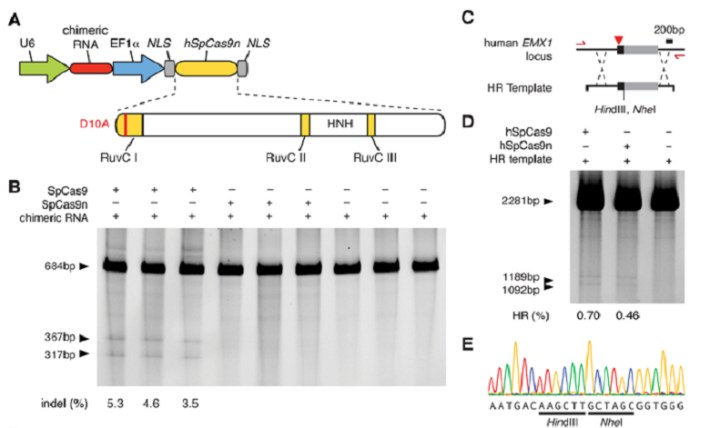 A
U6
chimeric
RNA
EF1α
NLS
hSpCas9n
NLS
D10A
HNH
RuvC I
RuvC II
RuvC III
B
SpCas9 + + + – – – – – –
SpCas9n – – – + + + – – –
chimeric RNA + + + + + + + + +
684bp
367bp
317bp
indel (%) 5.3 4.6 3.5
C
200bp
human EMX1
locus
HR Template
HindIII, NheI
D
hSpCas9 + – –
hSpCas9n – + –
HR template + + +
2281bp
1189bp
1092bp
HR (%) 0.70 0.46
E
AATGACAAGCTTGCTAGCGGTGGG
HindIII NheI